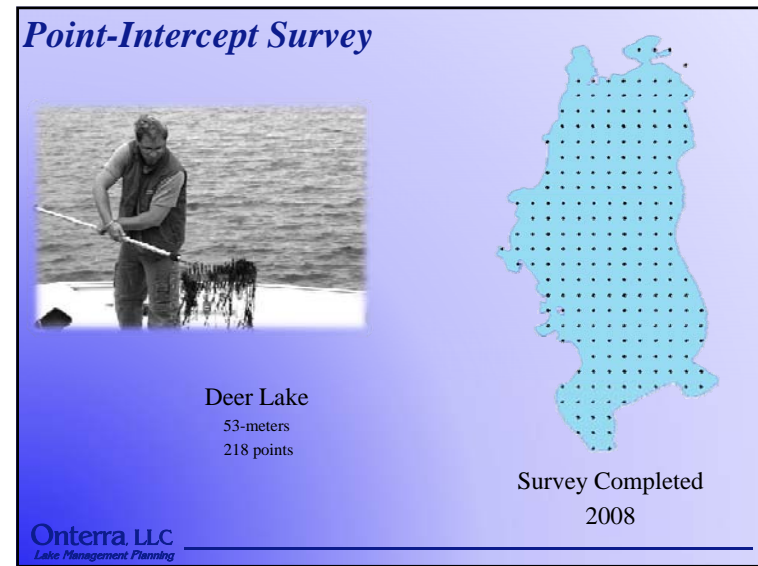 Point-Intercept Survey
Deer Lake
53-meters
218 points
Survey Completed
2008
Onterra, LLC
Lake Management Planning